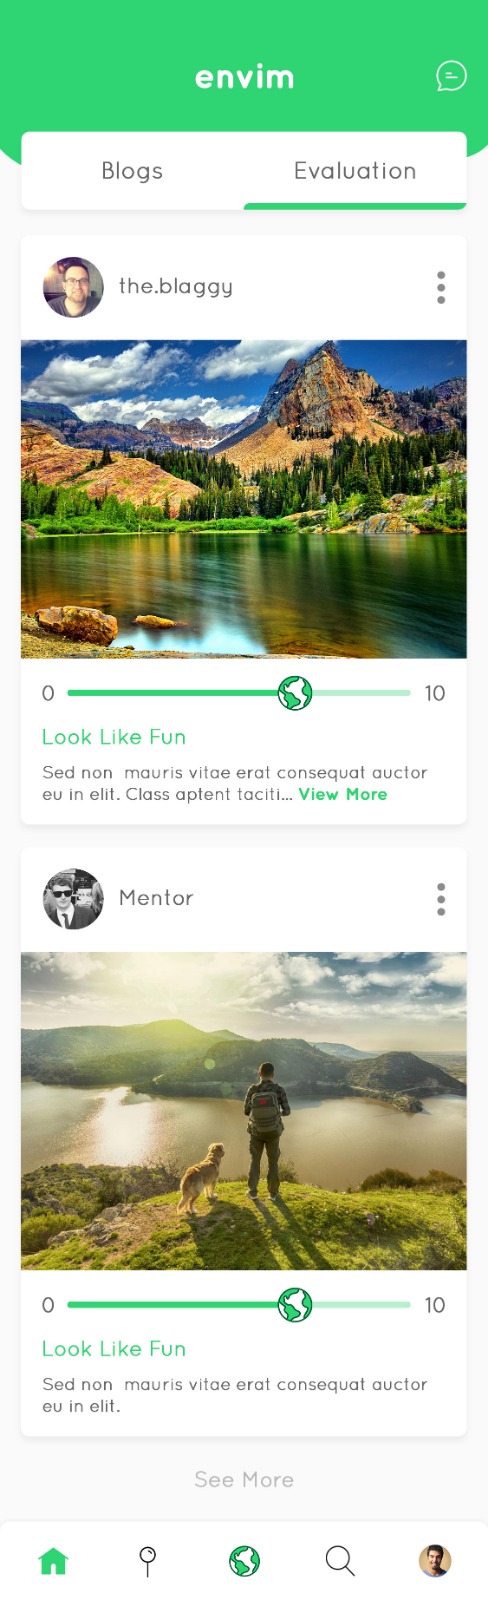 envim
Blogs
Evaluation
the.blaggy
0
10
Look Like Fun
Sed non mauris vitae erat consequat auctor
eu in elit. Class aptent taciti... View More
Mentor
0
10
Look Like Fun
Sed non mauris vitae erat consequat auctor
eu in elit.
See More